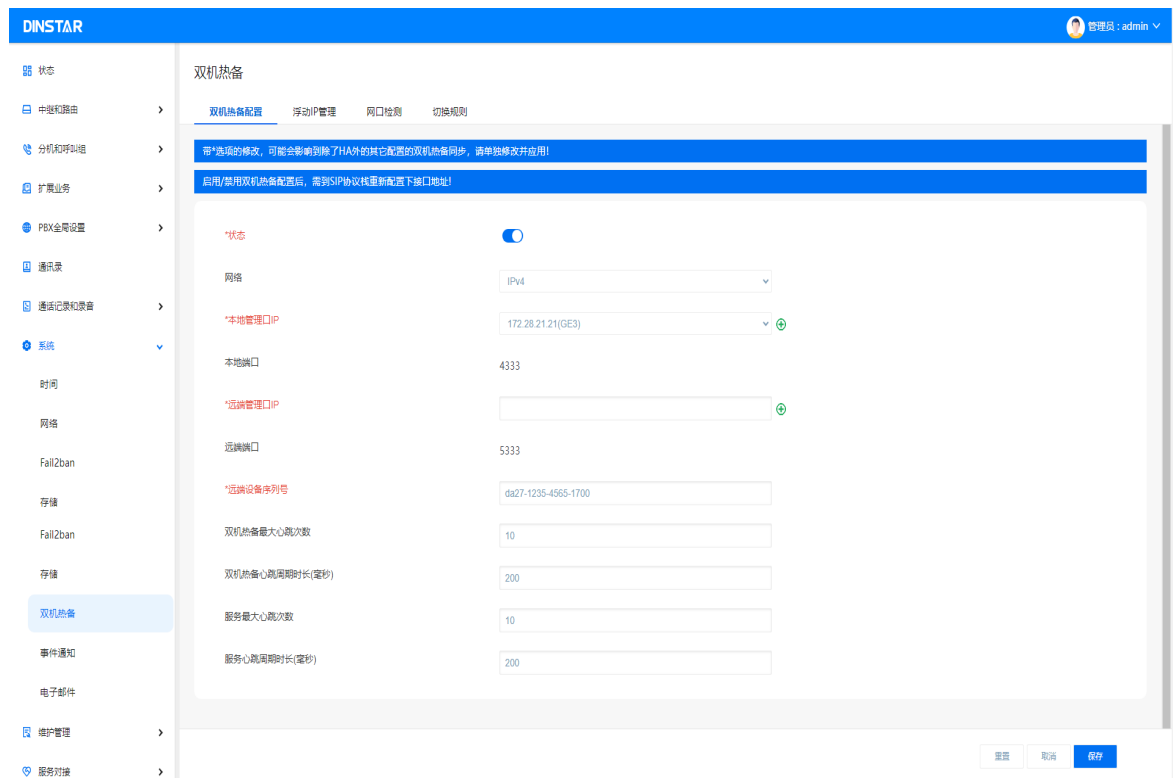 DINSTAR
管理员 : admin
状态
中继和路由
分机和呼叫组
扩展业务
PBX全局设置
通讯录
通话记录和录音
系统
时间
网络
Fail2ban
存储
Fail2ban
存储
双机热备
事件通知
电子邮件
维护管理
服务对接
双机热备
双机热备配置 浮动IP管理 网口检测 切换规则
带*选项的修改，可能会影响到除了HA外的其它配置的双机热备同步，请单独修改并应用!
启用/禁用双机热备配置后，需到SIP协议栈重新配置下接口地址!
*状态
网络 IPv4
*本地管理口IP 172.28.21.21(GE3)
本地端口 4333
*远端管理口IP
远端端口 5333
*远端设备序列号 da27-1235-4565-1700
双机热备最大心跳次数 10
双机热备心跳周期时长(毫秒) 200
服务最大心跳次数 10
服务心跳周期时长(毫秒) 200
重置 取消 保存